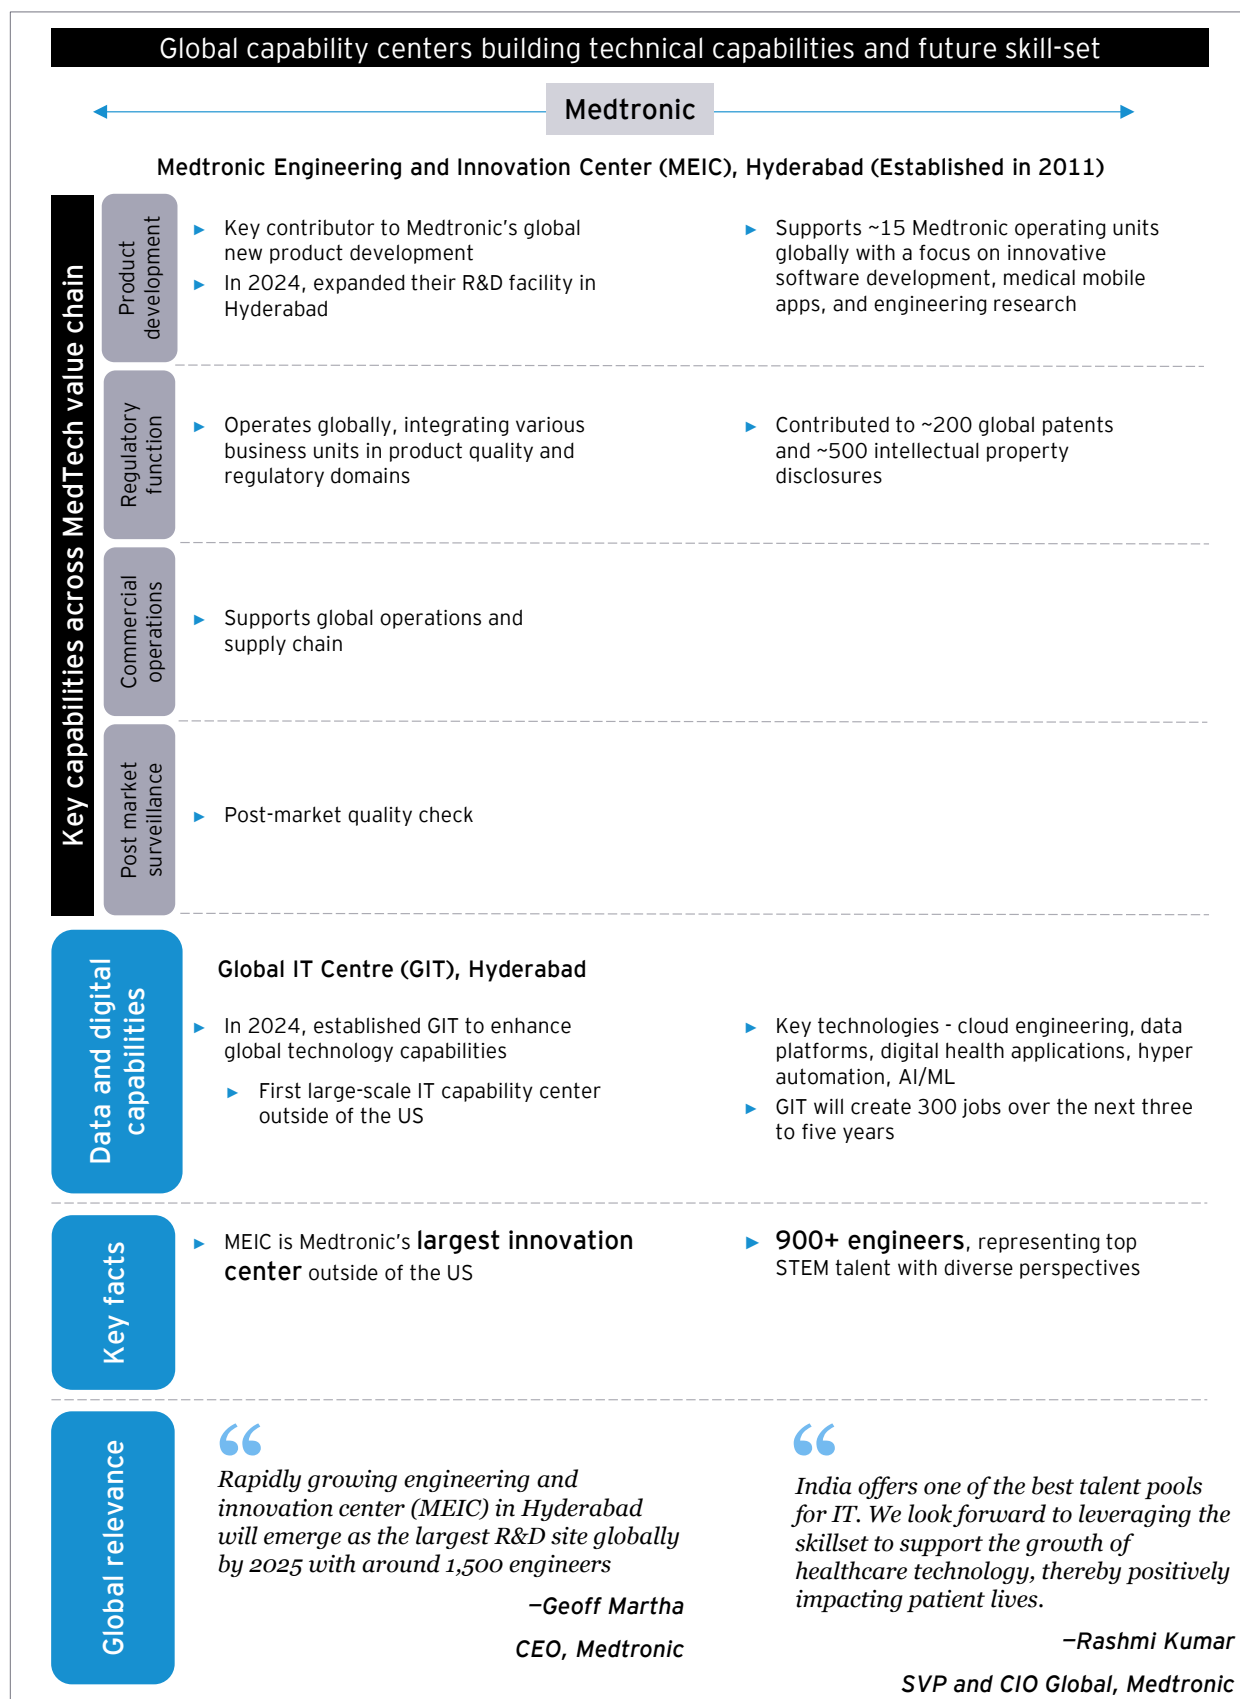 Global capability centers building technical capabilities and future skill-set
Medtronic
Medtronic Engineering and Innovation Center (MEIC), Hyderabad (Established in 2011)
Key capabilities across MedTech value chain
Product
development
► Key contributor to Medtronic's global
new product development
► In 2024, expanded their R&D facility in
Hyderabad
► Supports ~15 Medtronic operating units
globally with a focus on innovative
software development, medical mobile
apps, and engineering research
Regulatory
function
► Operates globally, integrating various
business units in product quality and
regulatory domains
► Contributed to ~200 global patents
and ~500 intellectual property
disclosures
Commercial
operations
► Supports global operations and
supply chain
Post market
surveillance
► Post-market quality check
Data and digital
capabilities
Global IT Centre (GIT), Hyderabad
► In 2024, established GIT to enhance
global technology capabilities
► First large-scale IT capability center
outside of the US
► Key technologies - cloud engineering, data
platforms, digital health applications, hyper
automation, AI/ML
► GIT will create 300 jobs over the next three
to five years
Key facts
► MEIC is Medtronic's largest innovation
center outside of the US
► 900+ engineers, representing top
STEM talent with diverse perspectives
Global relevance
“
Rapidly growing engineering and
innovation center (MEIC) in Hyderabad
will emerge as the largest R&D site globally
by 2025 with around 1,500 engineers
—Geoff Martha
CEO, Medtronic
“
India offers one of the best talent pools
for IT. We look forward to leveraging the
skillset to support the growth of
healthcare technology, thereby positively
impacting patient lives.
—Rashmi Kumar
SVP and CIO Global, Medtronic